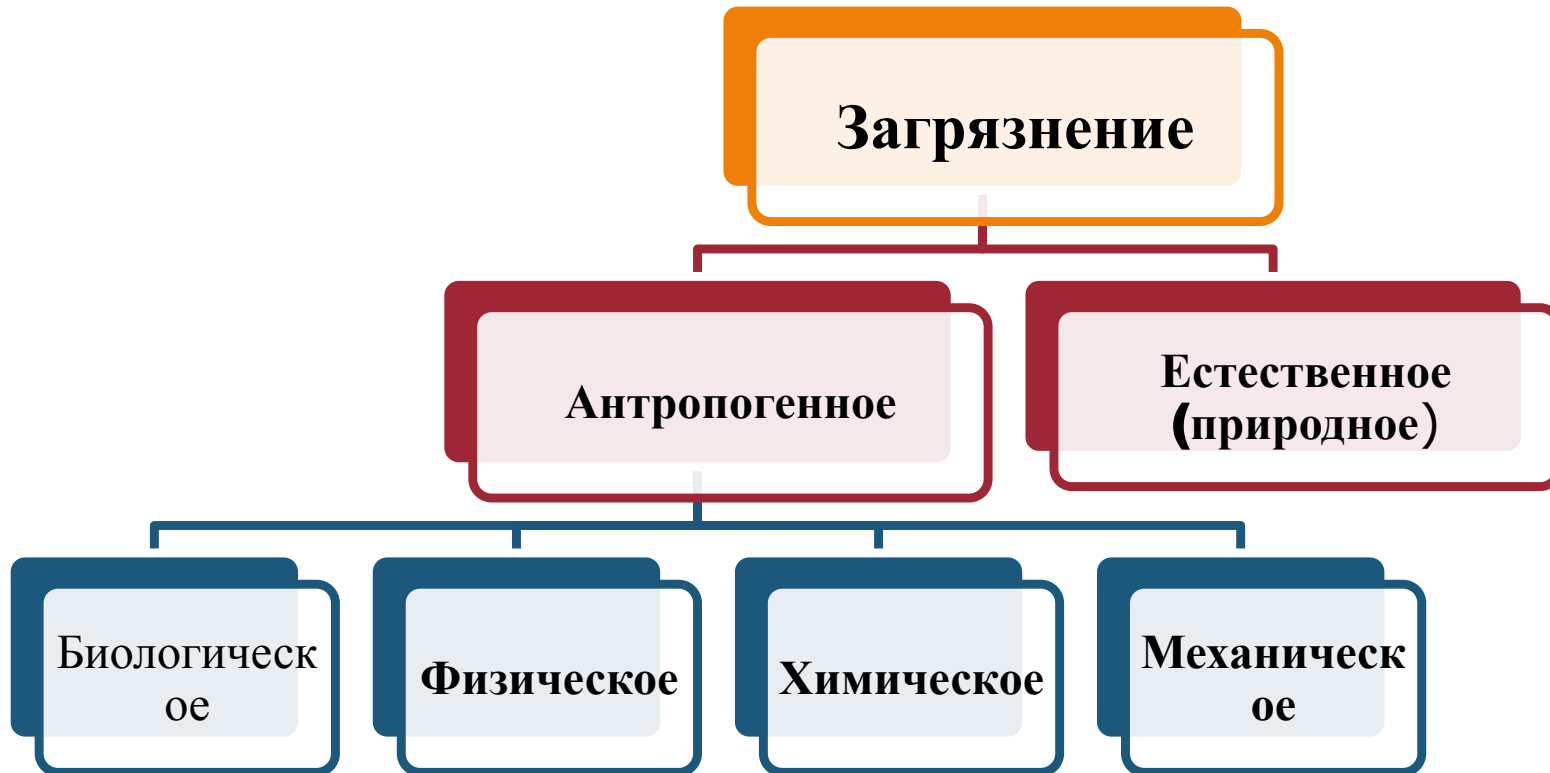 Загрязнение
Антропогенное
Естественное
(природное)
Биологическ
ое
Физическое
Химическое
Механическ
ое